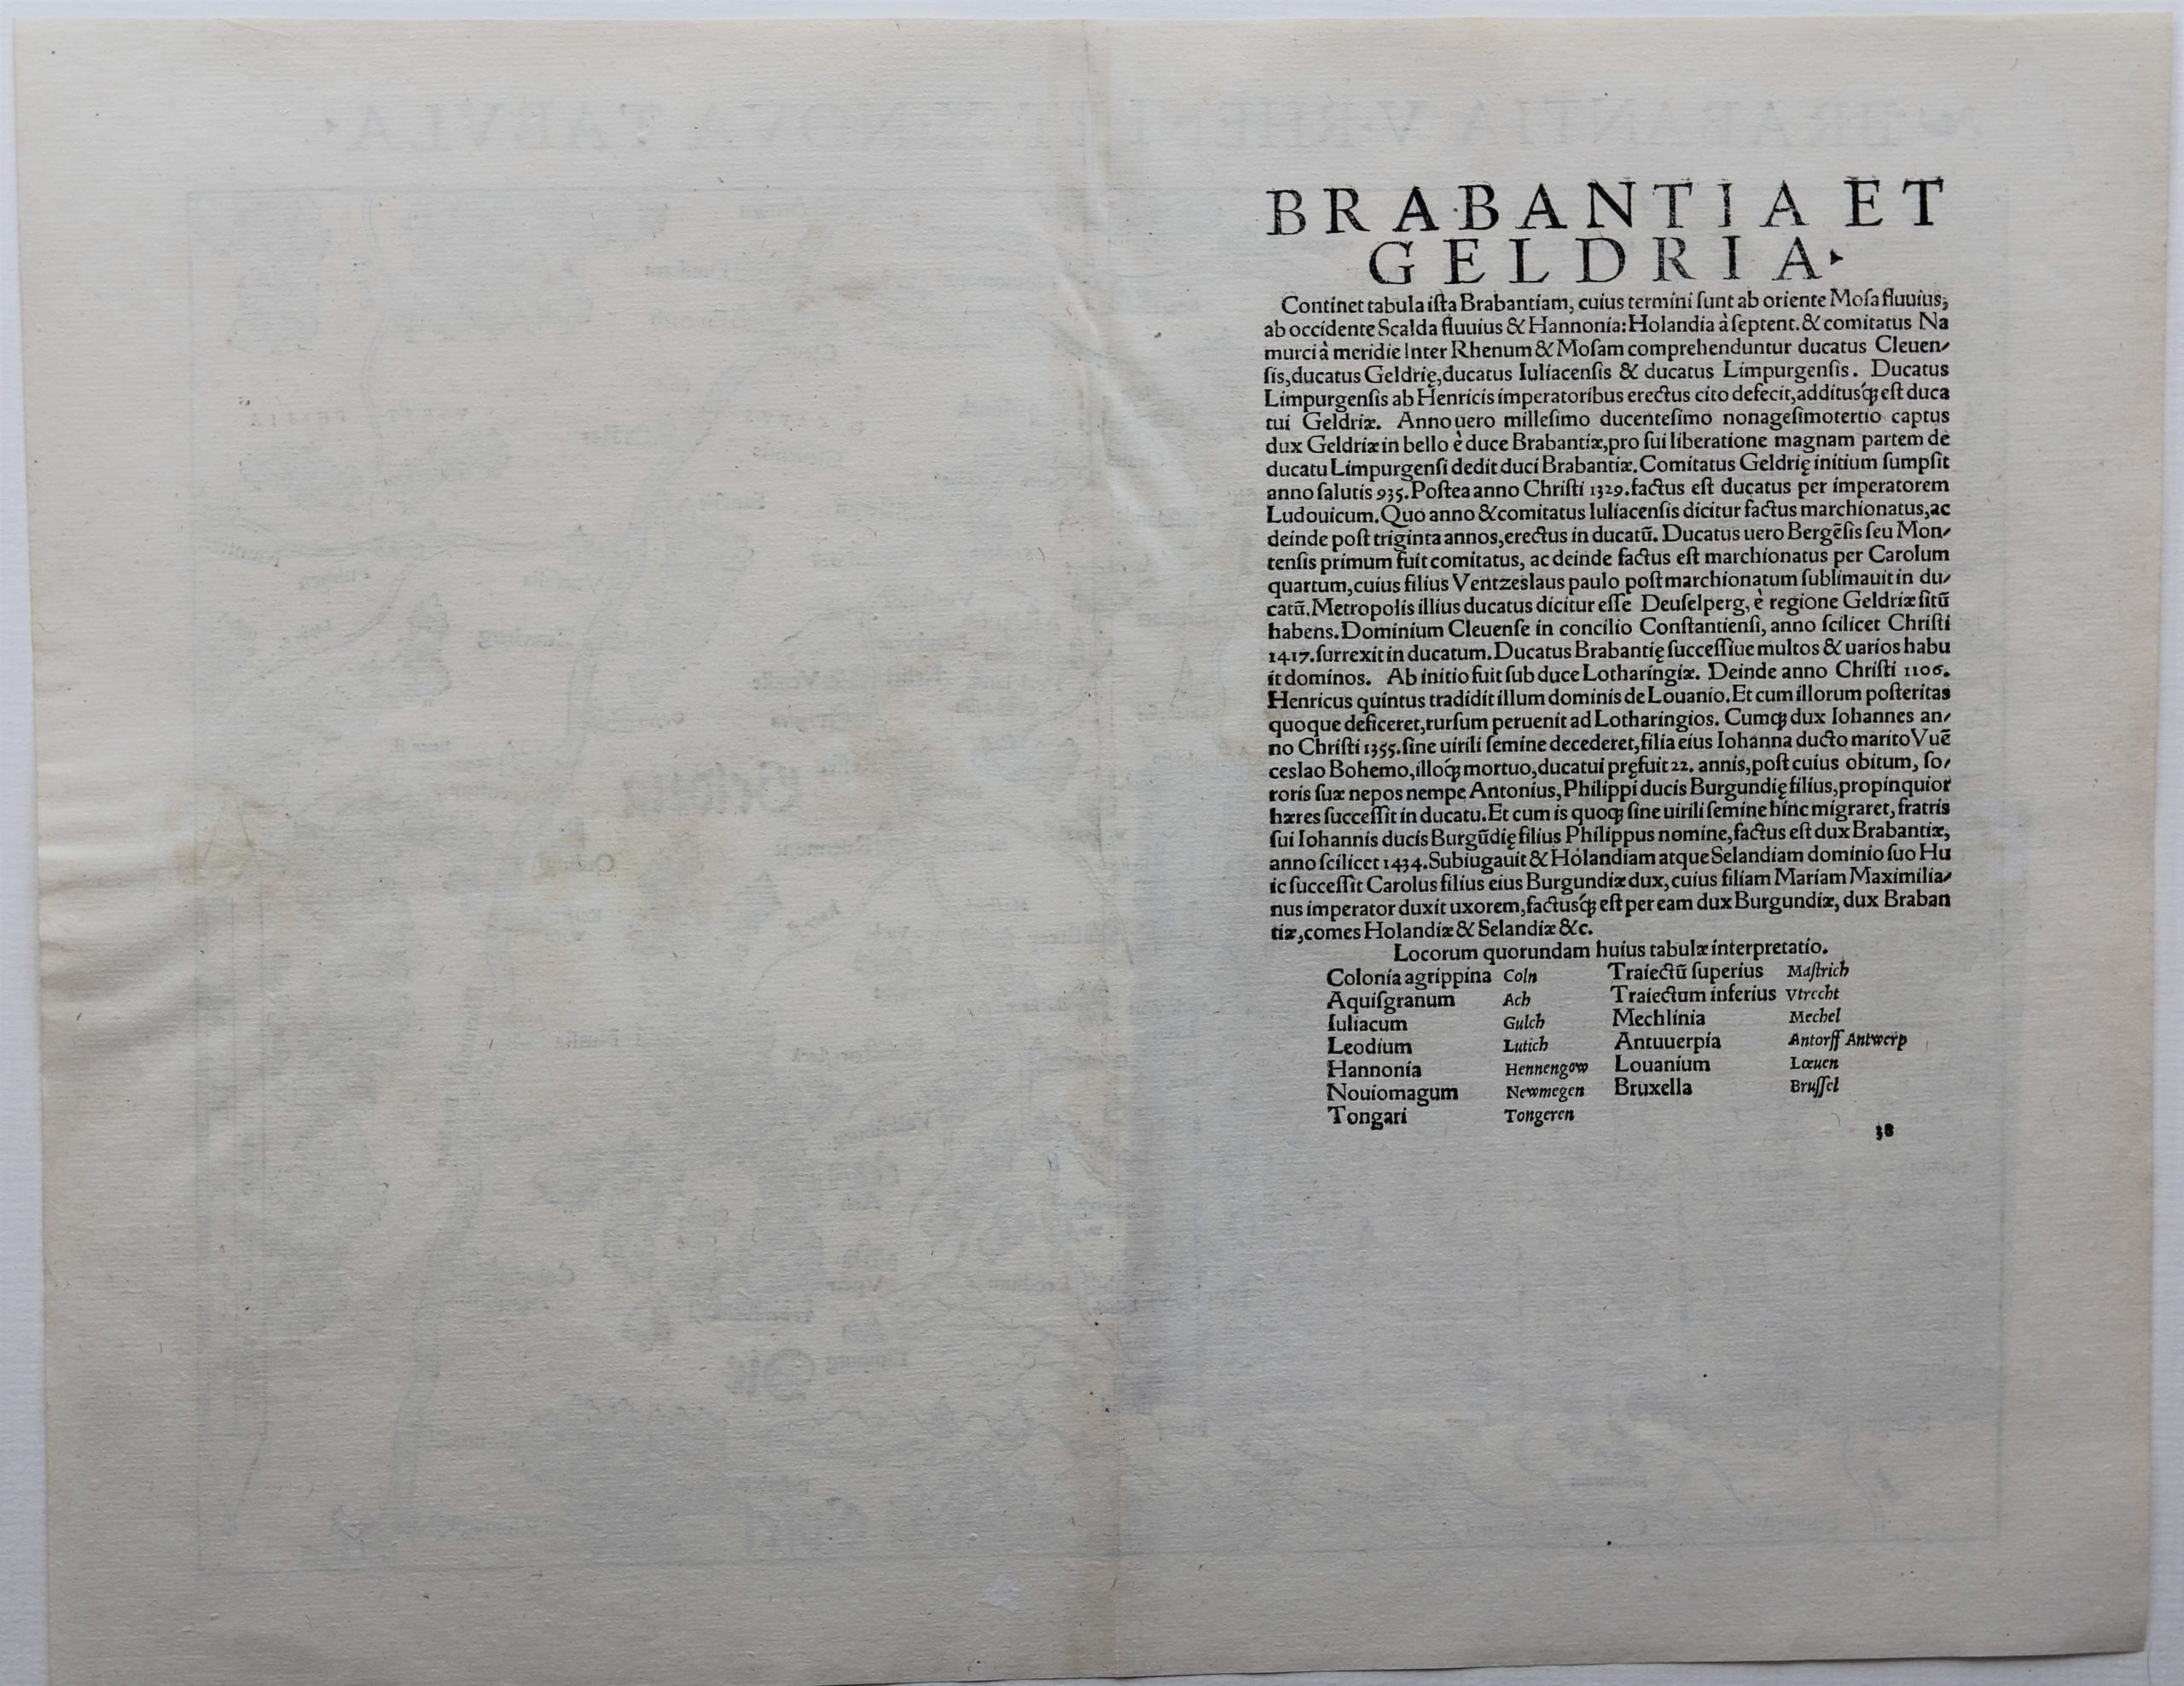 BRABANTIA ET
GELDRIA.
Continet tabula iſta Brabantiam, cuius termini ſunt ab oriente Moſa fluuius,
ab occidente Scalda fluuius & Hannonia: Holandia à ſeptent. & comitatus Na
murci à meridie Inter Rhenum & Moſam comprehenduntur ducatus Cleuen/
ſis, ducatus Geldrię, ducatus Iuliacenſis & ducatus Limpurgenſis. Ducatus
Limpurgenſis ab Henricis imperatoribus erectus cito defecit, additusq́ꝫ eſt duca
tui Geldriæ. Anno uero milleſimo ducenteſimo nonageſimotertio captus
dux Geldriæ in bello è duce Brabantiæ, pro ſui liberatione magnam partem de
ducatu Limpurgenſi dedit duci Brabantiæ. Comitatus Geldrię initium ſumpſit
anno ſalutis 935. Poſtea anno Chriſti 1329. factus eſt ducatus per imperatorem
Ludouicum. Quo anno & comitatus Iuliacenſis dicitur factus marchionatus, ac
deinde poſt triginta annos, erectus in ducatū. Ducatus uero Bergēſis ſeu Mon/
tenſis primum fuit comitatus, ac deinde factus eſt marchionatus per Carolum
quartum, cuius filius Ventzeslaus paulo poſt marchionatum ſublimauit in du/
catū. Metropolis illius ducatus dicitur eſſe Deuſelperg, è regione Geldriæ ſitū
habens. Dominium Cleuenſe in concilio Conſtantienſi, anno ſcilicet Chriſti
1417. ſurrexit in ducatum. Ducatus Brabantię ſucceſſiue multos & uarios habu
it dominos. Ab initio fuit ſub duce Lotharingiæ. Deinde anno Chriſti 1106.
Henricus quintus tradidit illum dominis de Louanio. Et cum illorum poſteritas
quoque deficeret, rurſum peruenit ad Lotharingios. Cumqꝫ dux Iohannes an/
no Chriſti 1355. ſine uirili ſemine decederet, filia eius Iohanna ducto marito Vuē
ceslao Bohemo, illoq́ꝫ mortuo, ducatui pręfuit 22. annis, poſt cuius obitum, ſo/
roris ſuæ nepos nempe Antonius, Philippi ducis Burgundię filius, propinquior
hæres ſucceſſit in ducatu. Et cum is quoqꝫ ſine uirili ſemine hinc migraret, fratris
ſui Iohannis ducis Burgūdię filius Philippus nomine, factus eſt dux Brabantiæ,
anno ſcilicet 1434. Subiugauit & Holandiam atque Selandiam dominio ſuo Hu
ic ſucceſſit Carolus filius eius Burgundiæ dux, cuius filiam Mariam Maximilia/
nus imperator duxit uxorem, factusq́ꝫ eſt per eam dux Burgundiæ, dux Braban
tiæ, comes Holandiæ & Selandiæ &c.
Locorum quorundam huius tabulæ interpretatio.
Colonia agrippina Coln Traiectū ſuperius Maſtrich
Aquiſgranum Ach Traiectum inferius Vtrecht
Iuliacum Gulch Mechlinia Mechel
Leodium Lutich Antuuerpia Antorff Antwerp
Hannonia Hennengow Louanium Lœuen
Nouiomagum Newmegen Bruxella Bruſſel
Tongari Tongeren
38